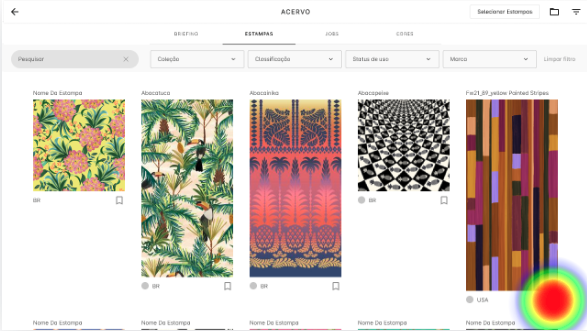 ACERVO
Selecionar Estampas
BRIEFING
ESTAMPAS
JOBS
CORES
Pesquisar
Coleção
Classificação
Status de uso
Marca
Limpar filtro
Nome Da Estampa
Abacatuca
Abacaxinka
Abacapeixe
Fw21_89_yellow Painted Stripes
BR
BR
BR
BR
USA
Nome Da Estampa
Nome Da Estampa
Nome Da Estampa
Nome Da Estampa
Nome Da Estampa